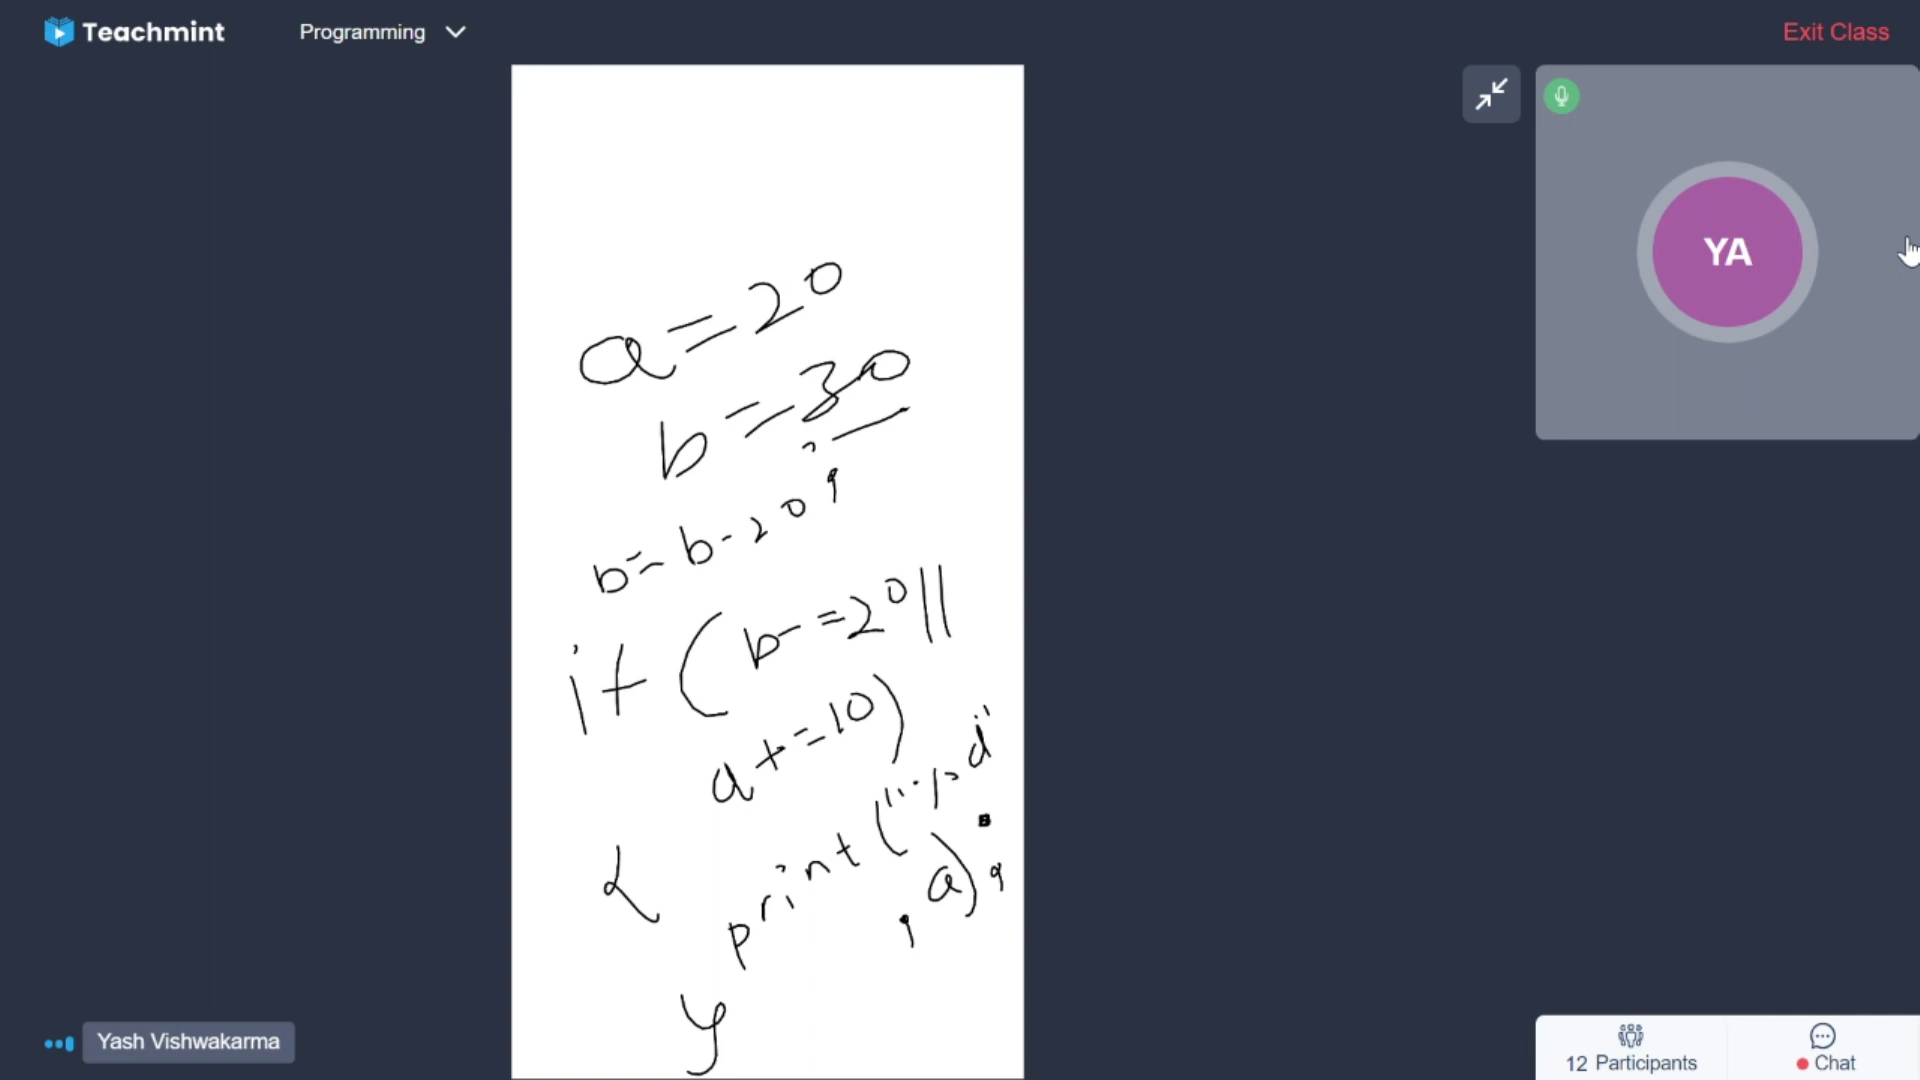 Teachmint
Programming
Exit Class
YA
a=20
b=30
b=b-20;
if(b-=20||
a+=10)
{
print("%d"
,a);
}
Yash Vishwakarma
12 Participants
Chat